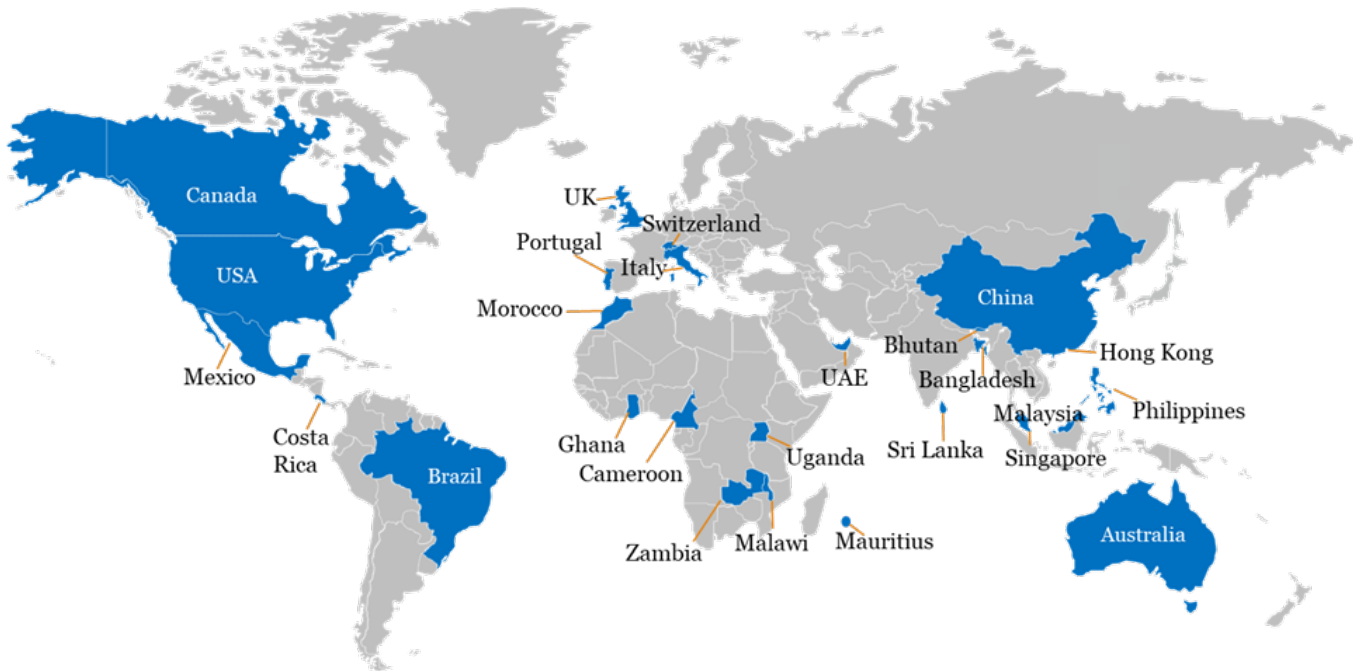 Canada
UK
Switzerland
Portugal
Italy
USA
China
Morocco
Bhutan
Hong Kong
Mexico
UAE
Bangladesh
Malaysia
Philippines
Costa
Rica
Ghana
Uganda
Sri Lanka
Singapore
Cameroon
Brazil
Zambia
Malawi
Mauritius
Australia